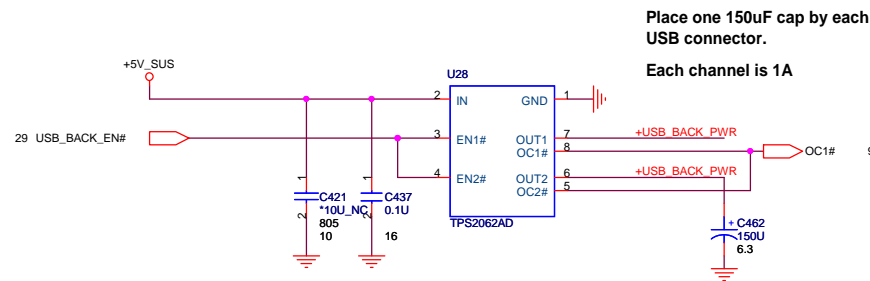 Place one 150uF cap by each
USB connector.
Each channel is 1A
+5V_SUS
U28
2 IN GND 1
29 USB_BACK_EN# 3 EN1# OUT1 7 +USB_BACK_PWR
OC1# 8 OC1# 9
4 EN2# OUT2 6 +USB_BACK_PWR
OC2# 5
TPS2062AD
1 C421 2
*10U_NC
805
10
1 C437 2
0.1U
16
+ C462
150U
6.3